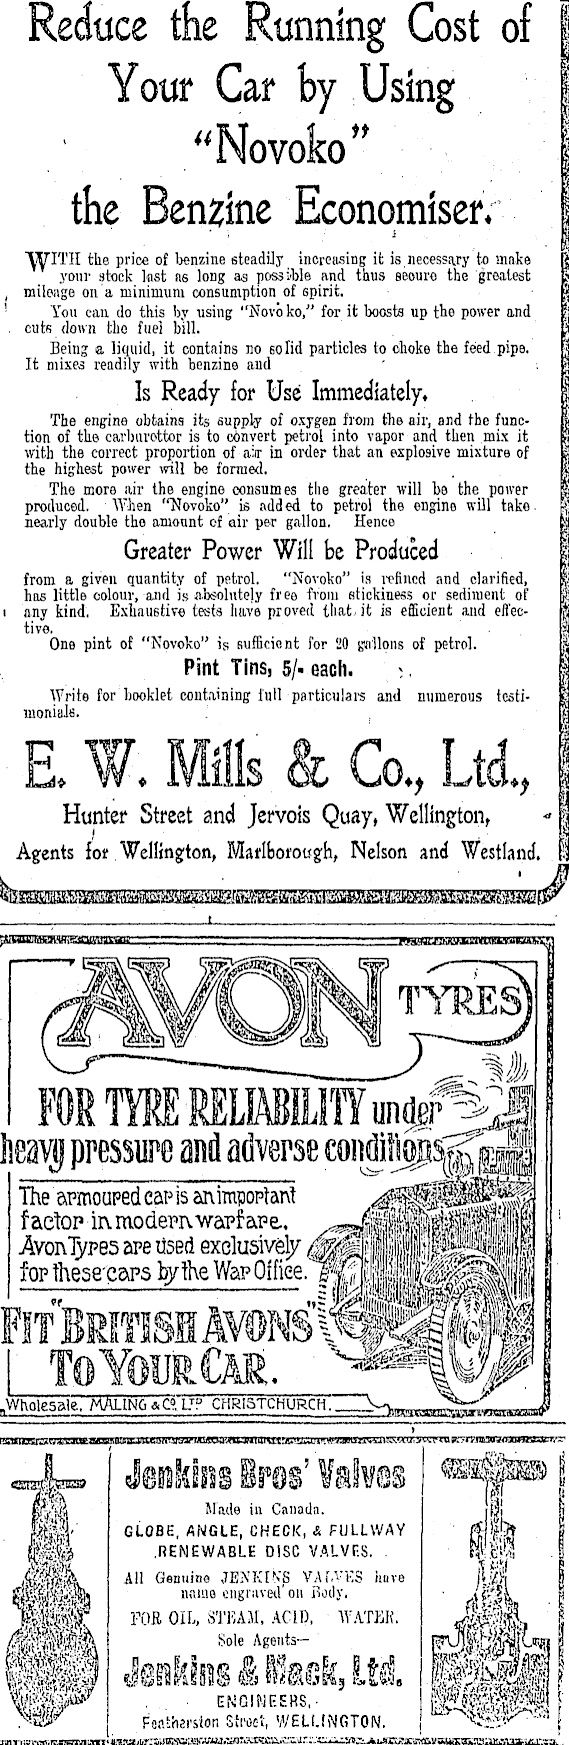 Reduce the Running Cost of
Your Car by Using
“Novoko”
the Benzine Economiser.
WITH the price of benzine steadily increasing it is necessary to make
your stock last as long as possible and thus secure the greatest
mileage on a minimum consumption of spirit.
You can do this by using “Novoko,” for it boosts up the power and
cuts down the fuel bill.
Being a liquid, it contains no solid particles to choke the feed pipe.
It mixes readily with benzine and
Is Ready for Use Immediately.
The engine obtains its supply of oxygen from the air, and the func-
tion of the carburettor is to convert petrol into vapor and then mix it
with the correct proportion of air in order that an explosive mixture of
the highest power will be formed.
The more air the engine consumes the greater will be the power
produced. When “Novoko” is added to petrol the engine will take
nearly double the amount of air per gallon. Hence
Greater Power Will be Produced
from a given quantity of petrol. “Novoko” is refined and clarified,
has little colour, and is absolutely free from stickiness or sediment of
any kind. Exhaustive tests have proved that it is efficient and effec-
tive.
One pint of “Novoko” is sufficient for 20 gallons of petrol.
Pint Tins, 5/- each.
Write for booklet containing full particulars and numerous testi-
monials.
E. W. Mills & Co., Ltd.,
Hunter Street and Jervois Quay, Wellington,
Agents for Wellington, Marlborough, Nelson and Westland.
AVON TYRES
FOR TYRE RELIABILITY under
heavy pressure and adverse conditions
The armoured car is an important
factor in modern warfare.
Avon Tyres are used exclusively
for these cars by the War Office.
FIT "BRITISH AVONS"
TO YOUR CAR.
Wholesale, MALING & CO. LTD CHRISTCHURCH.
Jenkins Bros' Valves
Made in Canada.
GLOBE, ANGLE, CHECK, & FULLWAY
RENEWABLE DISC VALVES.
All Genuine JENKINS VALVES have
name engraved on Body.
FOR OIL, STEAM, ACID, WATER.
Sole Agents—
Jenkins & Mack, Ltd.
ENGINEERS,
Featherston Street, WELLINGTON.